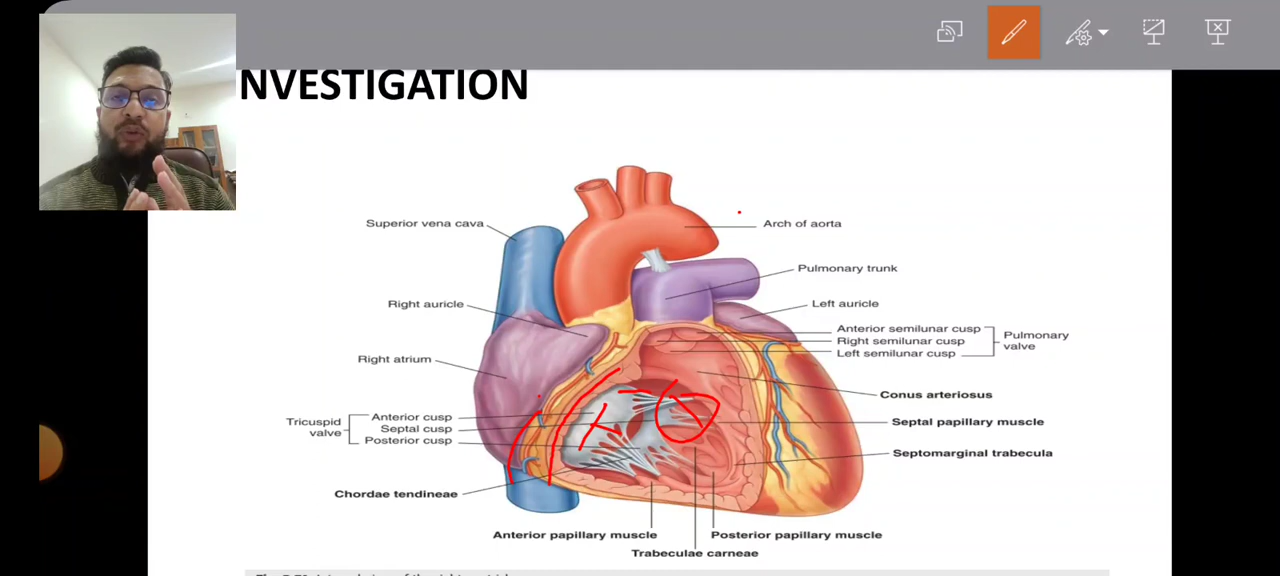 NVESTIGATION
Superior vena cava
Arch of aorta
Pulmonary trunk
Right auricle
Left auricle
Anterior semilunar cusp
Right semilunar cusp
Left semilunar cusp
Pulmonary
valve
Right atrium
Conus arteriosus
Tricuspid
valve
Anterior cusp
Septal cusp
Posterior cusp
Septal papillary muscle
Septomarginal trabecula
Chordae tendineae
Anterior papillary muscle
Posterior papillary muscle
Trabeculae carneae